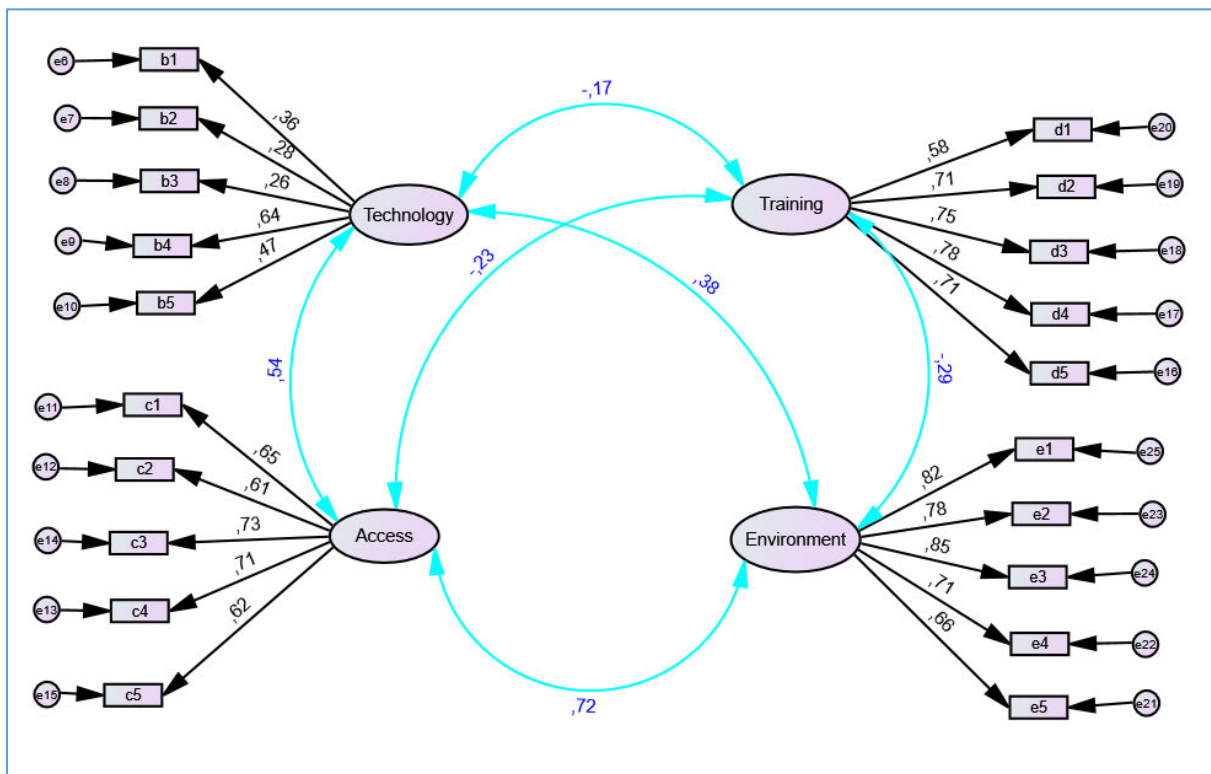 e6
b1
,36
e7
b2
,28
e8
b3
,26
e9
b4
,64
e10
b5
,47
Technology
-,17
Training
,58
d1
e20
,71
d2
e19
,75
d3
e18
,78
d4
e17
,71
d5
e16
-,23
,38
,54
-,29
e11
c1
,65
e12
c2
,61
e14
c3
,73
e13
c4
,71
e15
c5
,62
Access
Environment
,82
e1
e25
,78
e2
e23
,85
e3
e24
,71
e4
e22
,66
e5
e21
,72